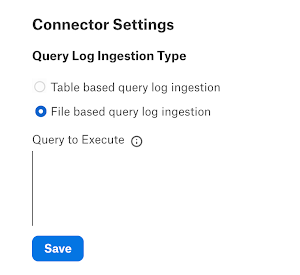 Connector Settings
Query Log Ingestion Type
Table based query log ingestion
File based query log ingestion
Query to Execute
Save